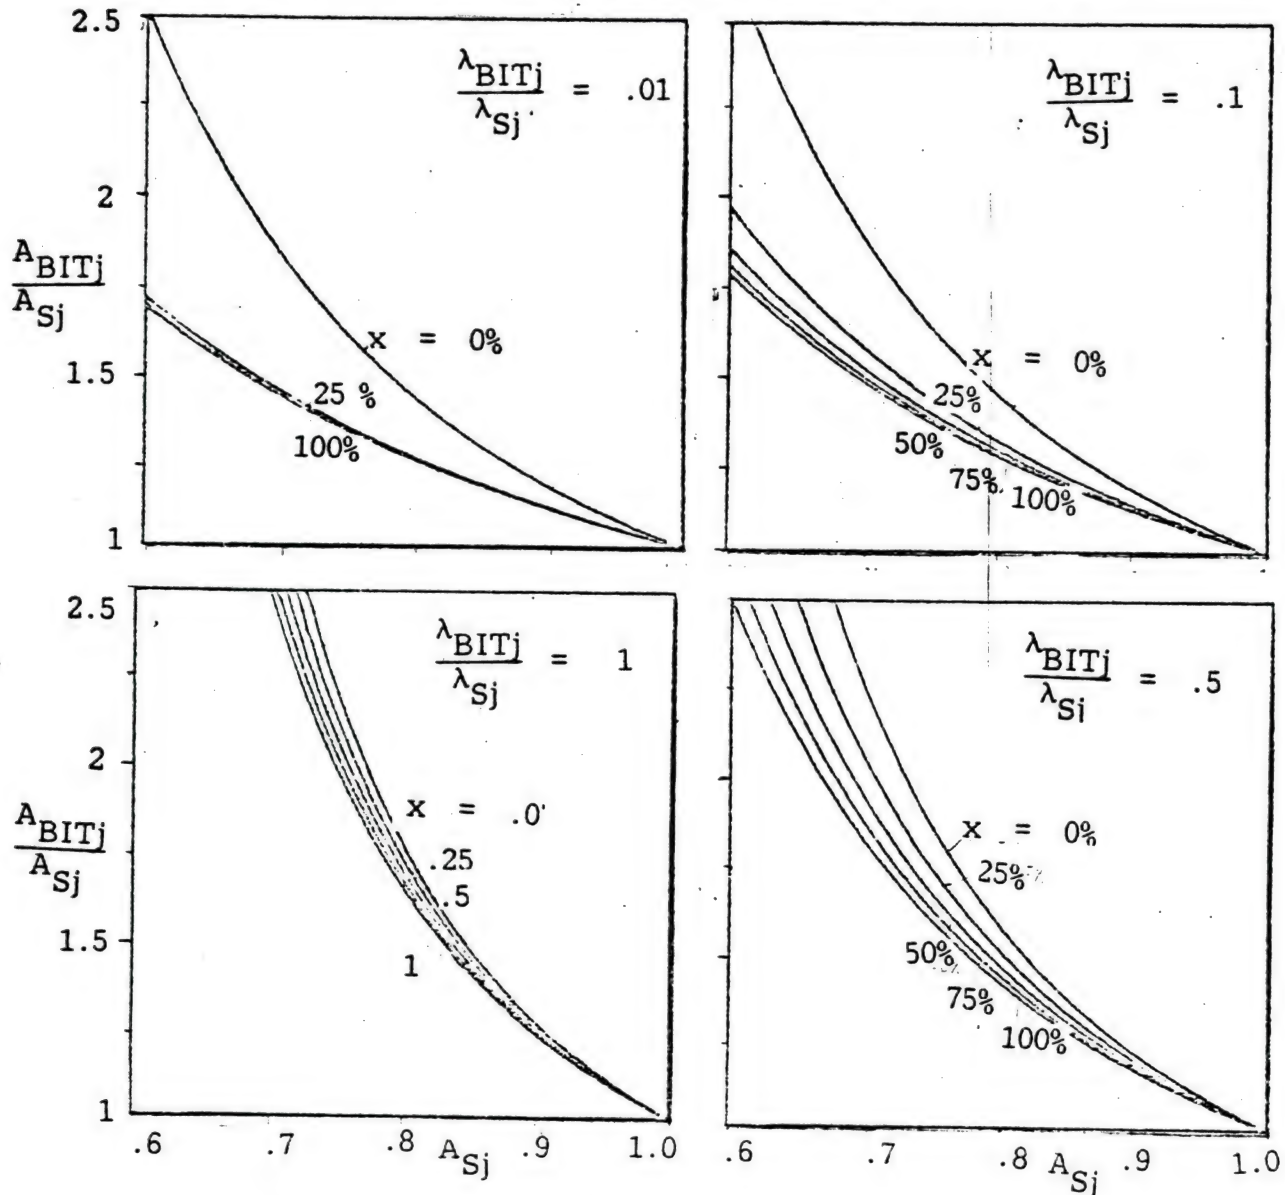 2.5
λBITj
λSj
= .01
2
ABITj
ASj
x = 0%
1.5
25 %
100%
1
λBITj
λSj
= .1
x = 0%
25%
50%
75%
100%
2.5
λBITj
λSj
= 1
2
ABITj
ASj
x = .0
.25
.5
1.5
1
1
.6 .7 .8 ASj .9 1.0
λBITj
λSj
= .5
x = 0%
25%
50%
75%
100%
.6 .7 .8 ASj .9 1.0